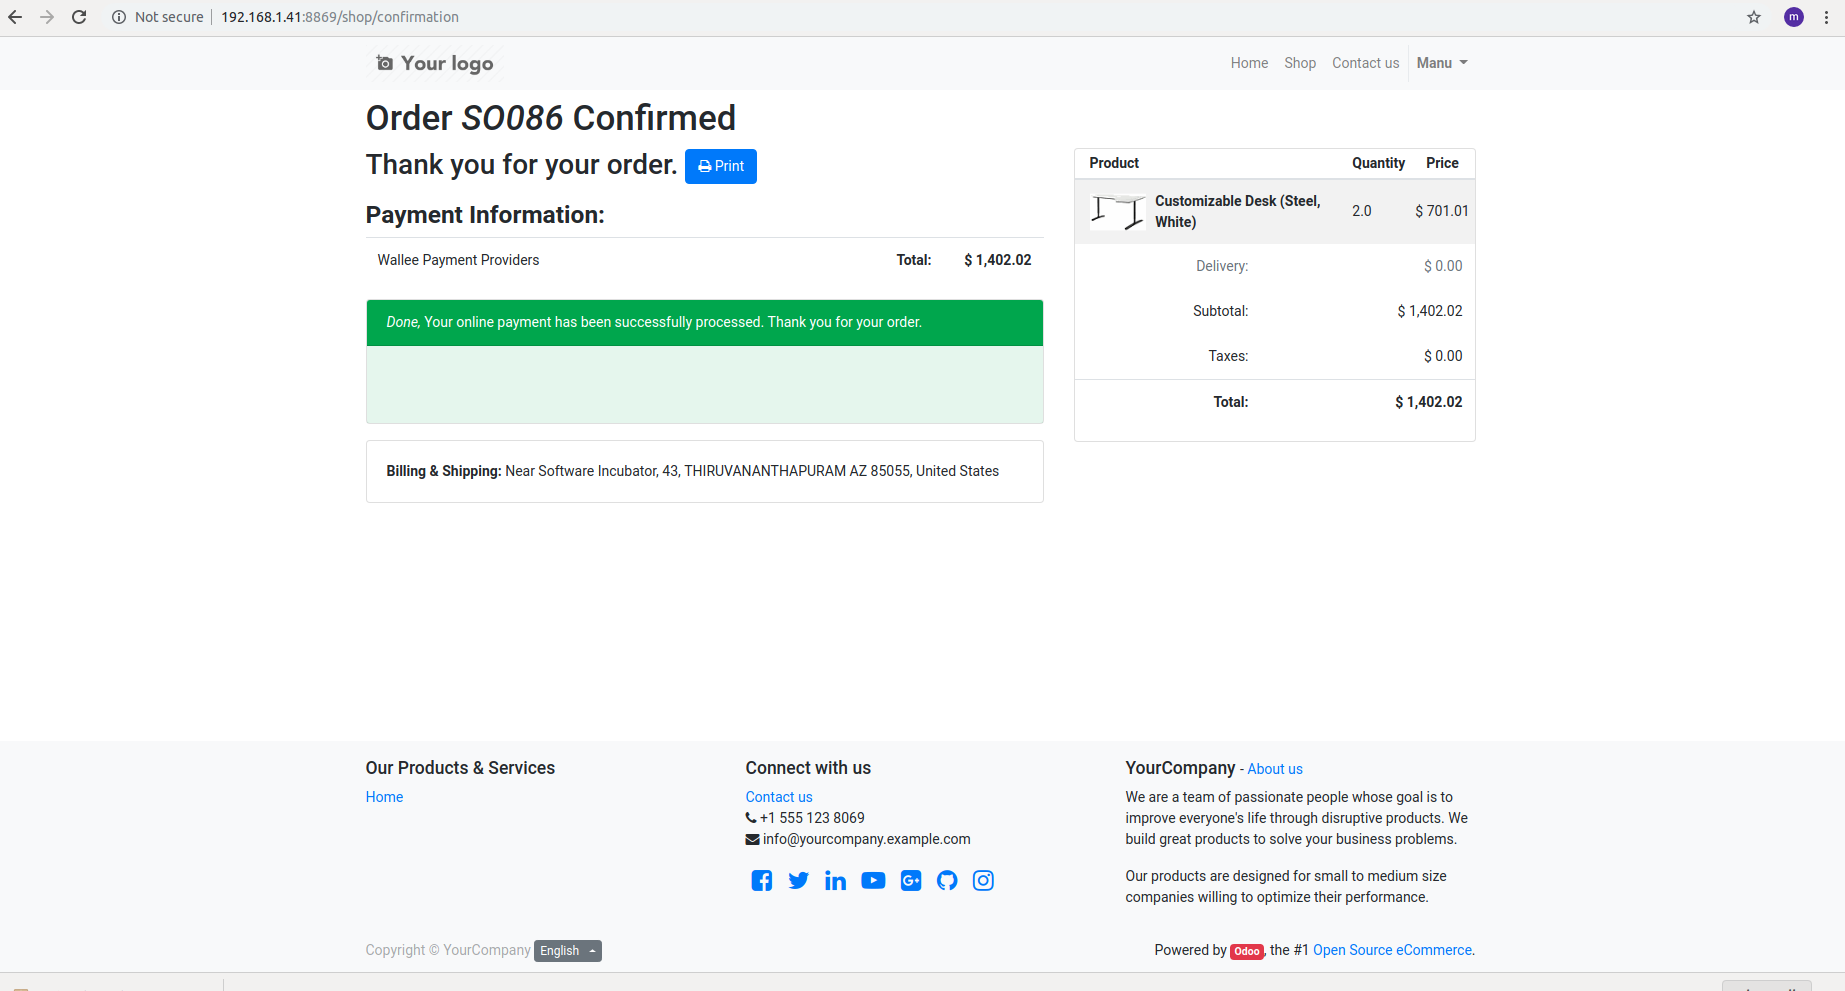 Not secure | 192.168.1.41:8869/shop/confirmation
m
Your logo
Home Shop Contact us Manu
Order SO086 Confirmed
Thank you for your order. Print
Payment Information:
Wallee Payment Providers Total: $ 1,402.02
Done, Your online payment has been successfully processed. Thank you for your order.
Billing & Shipping: Near Software Incubator, 43, THIRUVANANTHAPURAM AZ 85055, United States
Product Quantity Price
Customizable Desk (Steel,
White) 2.0 $ 701.01
Delivery: $ 0.00
Subtotal: $ 1,402.02
Taxes: $ 0.00
Total: $ 1,402.02
Our Products & Services
Home
Connect with us
Contact us
+1 555 123 8069
info@yourcompany.example.com
YourCompany - About us
We are a team of passionate people whose goal is to
improve everyone's life through disruptive products. We
build great products to solve your business problems.
Our products are designed for small to medium size
companies willing to optimize their performance.
Copyright © YourCompany English
Powered by Odoo, the #1 Open Source eCommerce.